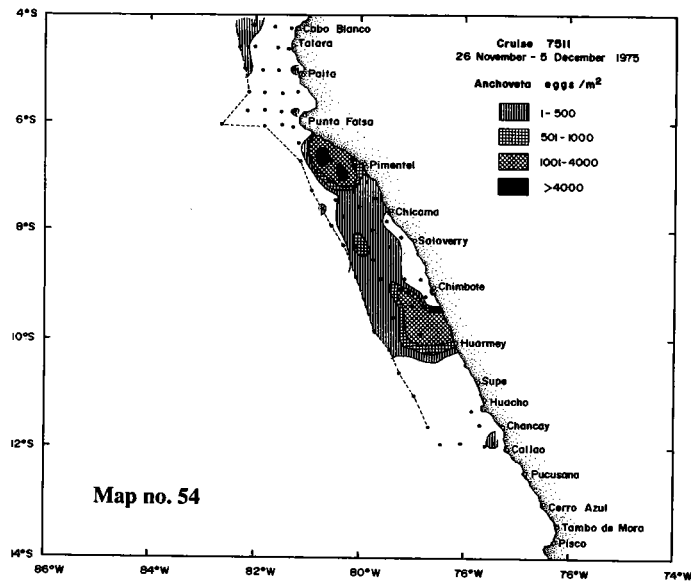 4°S
Cabo Blanco
Talara
Cruise 7511
26 November - 5 December 1975
Paita
Anchoveta eggs/m²
1-500
6°S
Punta Falsa
501-1000
Pimentel
1001-4000
>4000
8°S
Chicama
Salaverry
Chimbote
10°S
Huarmey
Supe
Huacho
Chancay
12°S
Callao
Pucusana
Map no. 54
Cerro Azul
Tambo de Mora
Pisco
14°S
86°W
84°W
82°W
80°W
78°W
76°W
74°W